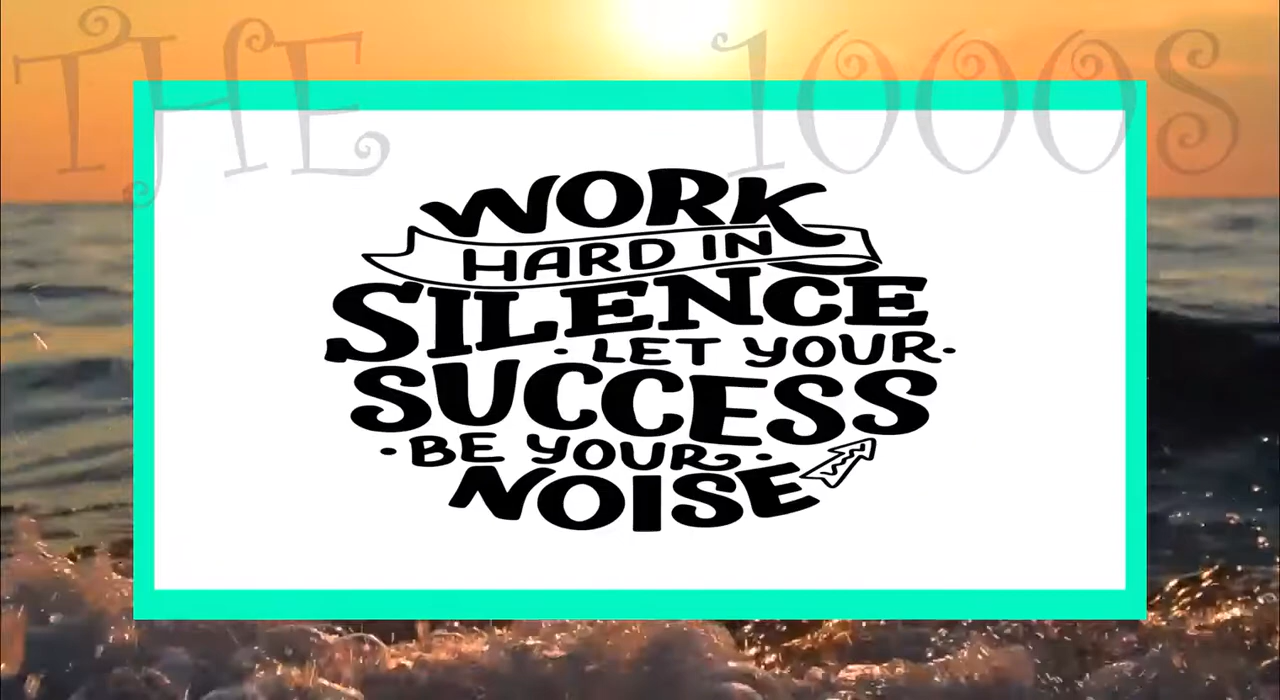 THE 1000S
WORK
HARD IN
SILENCE
· LET YOUR ·
SUCCESS
· BE YOUR ·
NOISE